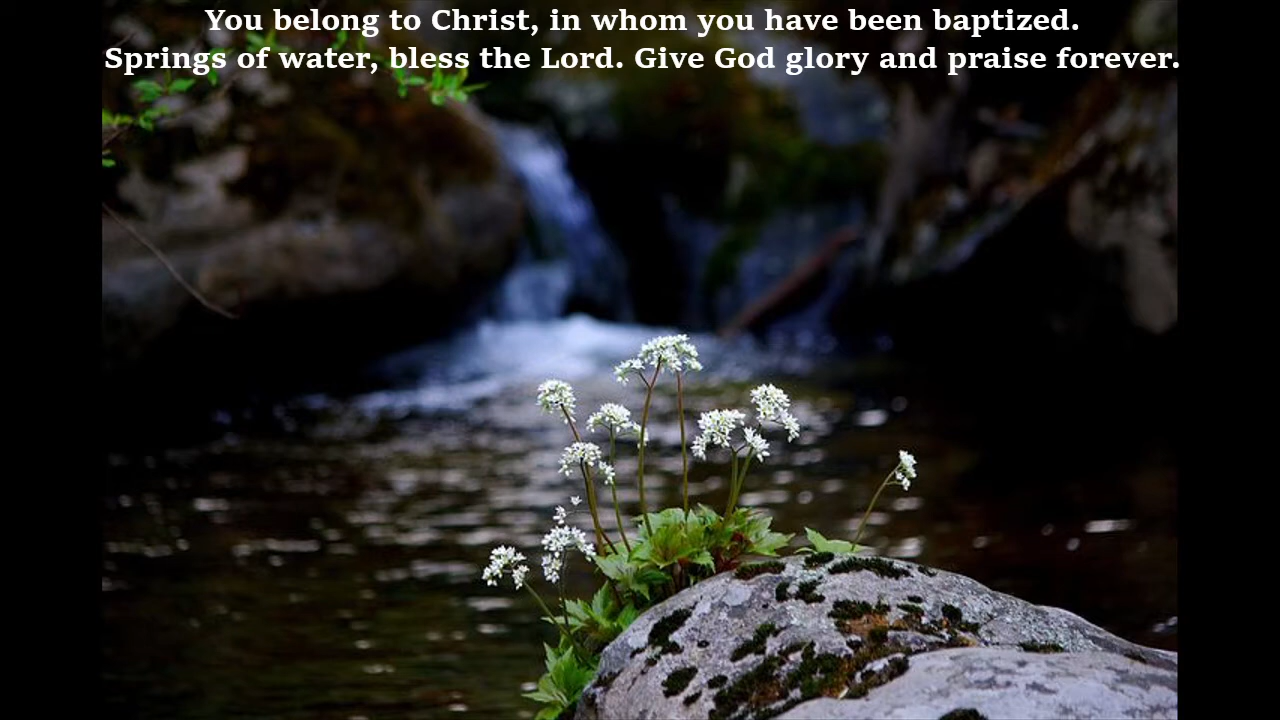 You belong to Christ, in whom you have been baptized.
Springs of water, bless the Lord. Give God glory and praise forever.